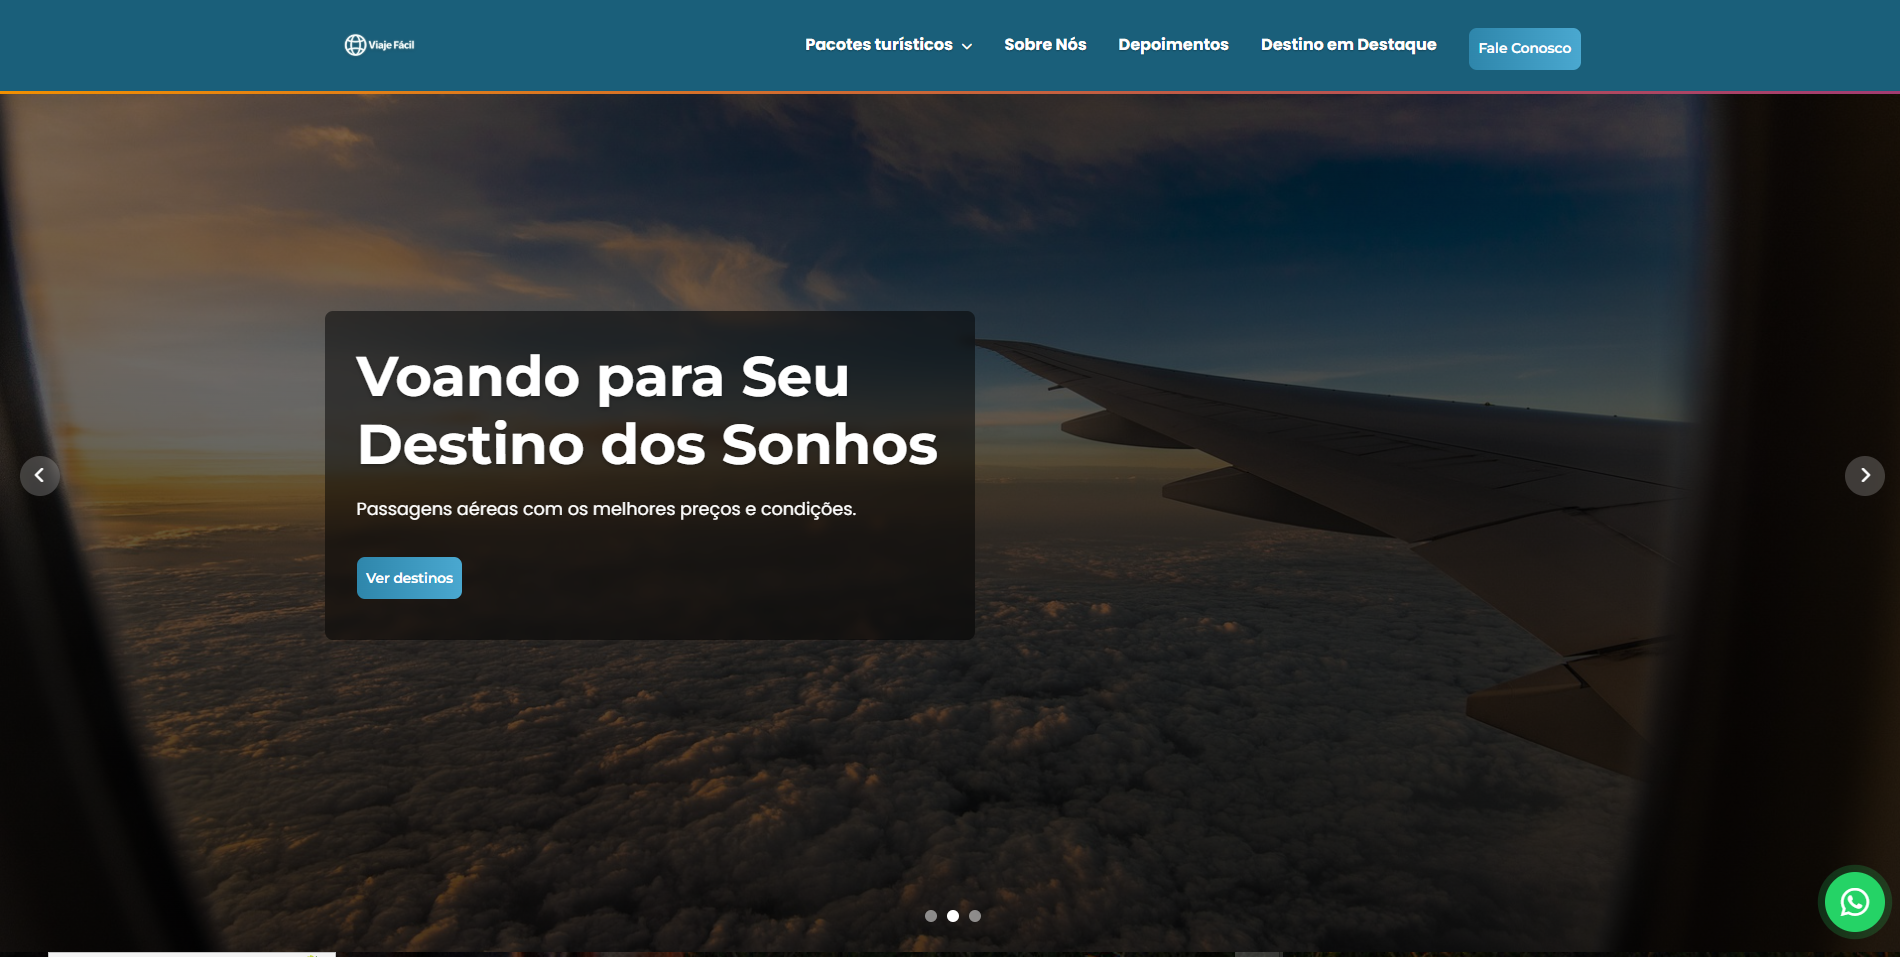 Viaje Fácil
Pacotes turísticos
Sobre Nós
Depoimentos
Destino em Destaque
Fale Conosco
Voando para Seu
Destino dos Sonhos
Passagens aéreas com os melhores preços e condições.
Ver destinos